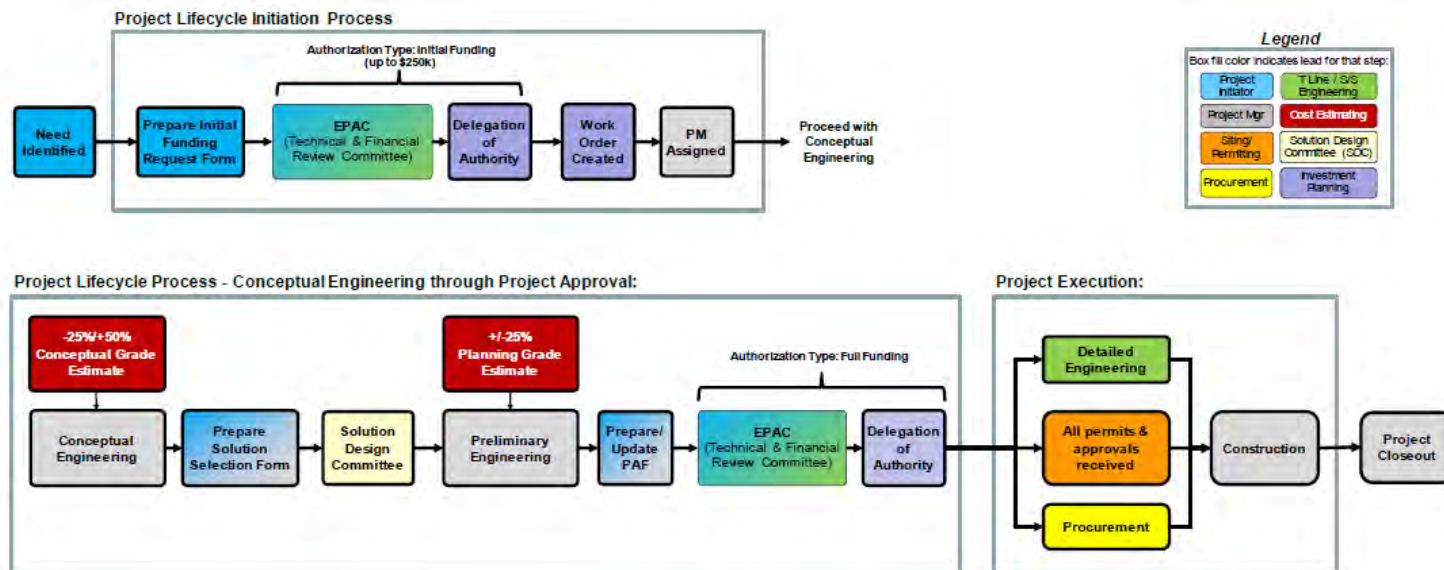 Project Lifecycle Initiation Process
Authorization Type: Initial Funding
(up to $250k)
Need
Identified
Prepare Initial
Funding
Request Form
EPAC
(Technical & Financial
Review Committee)
Delegation
of
Authority
Work
Order
Created
PM
Assigned
Proceed with
Conceptual
Engineering
Legend
Box fill color indicates lead for that step:
Project
Initiator
T Line / S/S
Engineering
Project Mgr
Cost Estimating
Siting/
Permitting
Solution Design
Committee (SDC)
Procurement
Investment
Planning
Project Lifecycle Process - Conceptual Engineering through Project Approval:
-25%/+50%
Conceptual Grade
Estimate
+/-25%
Planning Grade
Estimate
Authorization Type: Full Funding
Conceptual
Engineering
Prepare
Solution
Selection Form
Solution
Design
Committee
Preliminary
Engineering
Prepare/
Update
PAF
EPAC
(Technical & Financial
Review Committee)
Delegation
of
Authority
Project Execution:
Detailed
Engineering
All permits &
approvals
received
Procurement
Construction
Project
Closeout